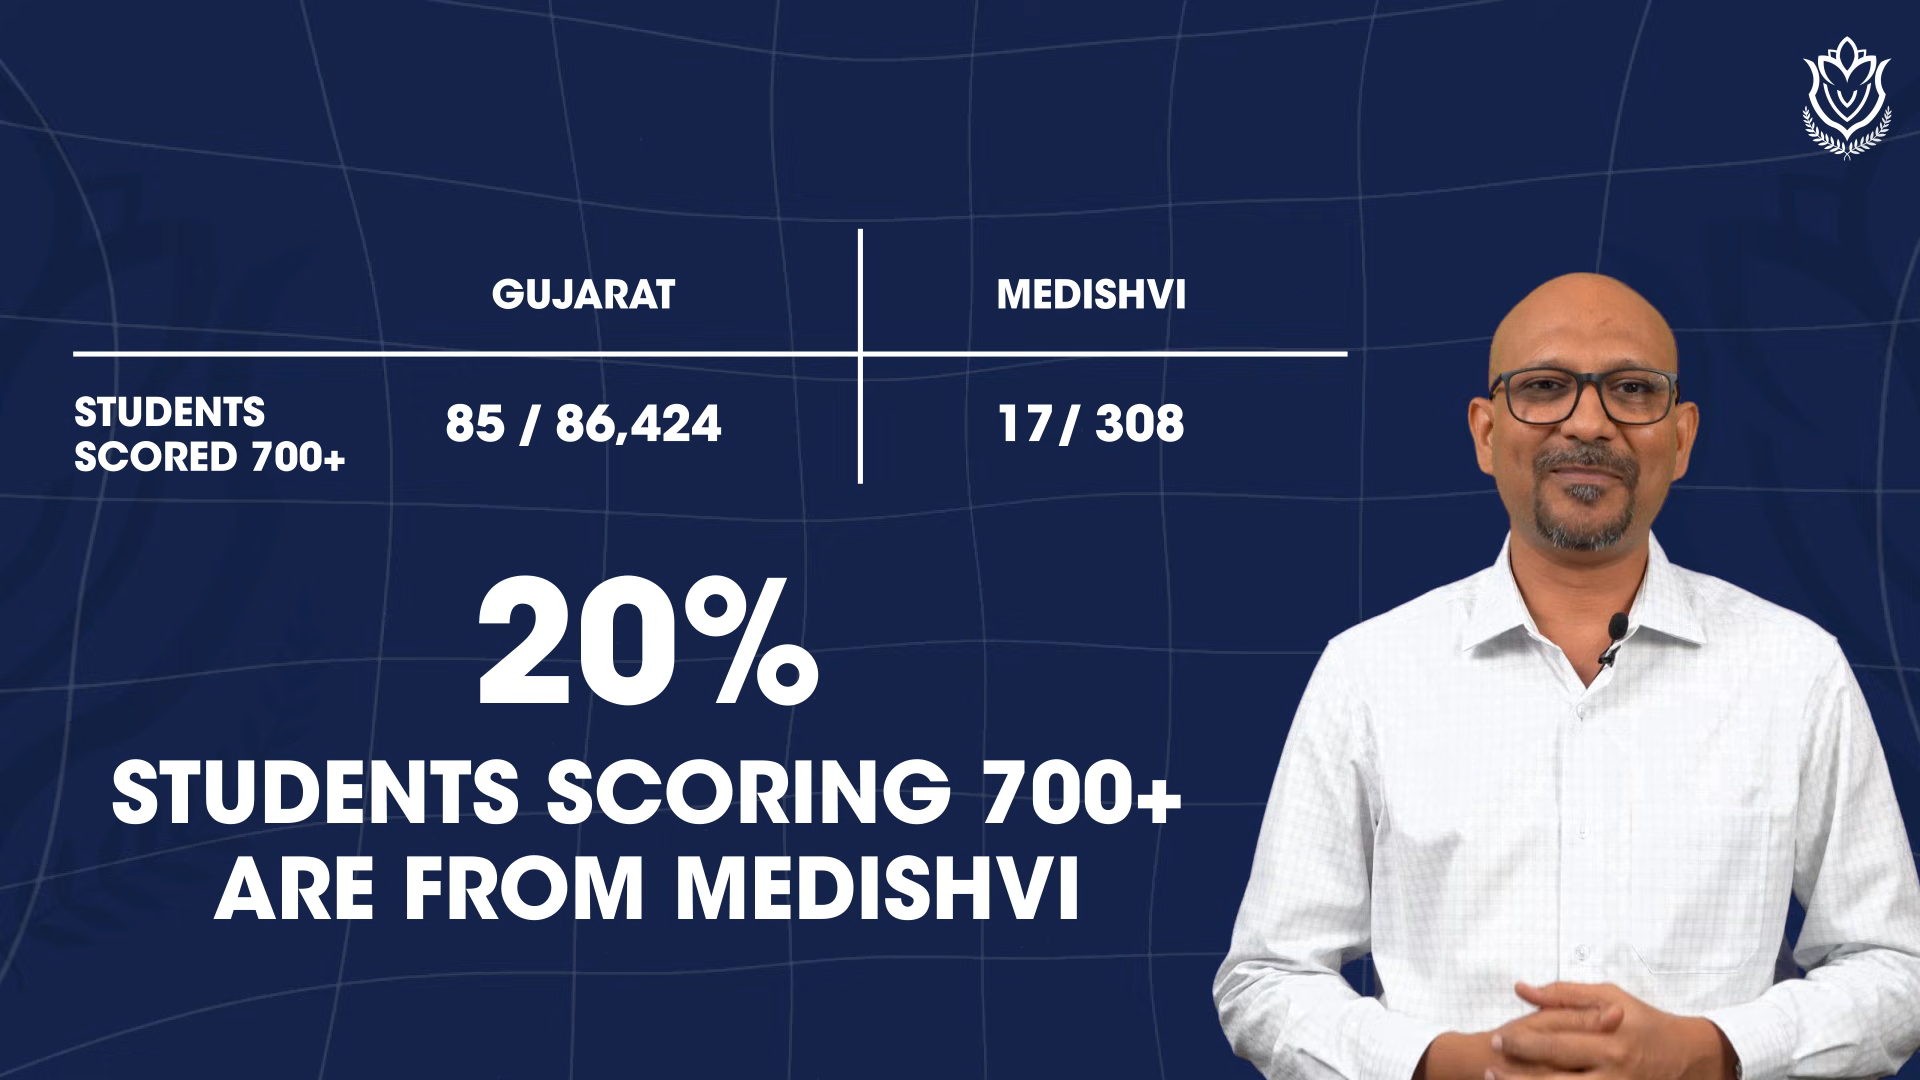 GUJARAT
MEDISHVI
STUDENTS
SCORED 700+
85 / 86,424
17/ 308
20%
STUDENTS SCORING 700+
ARE FROM MEDISHVI